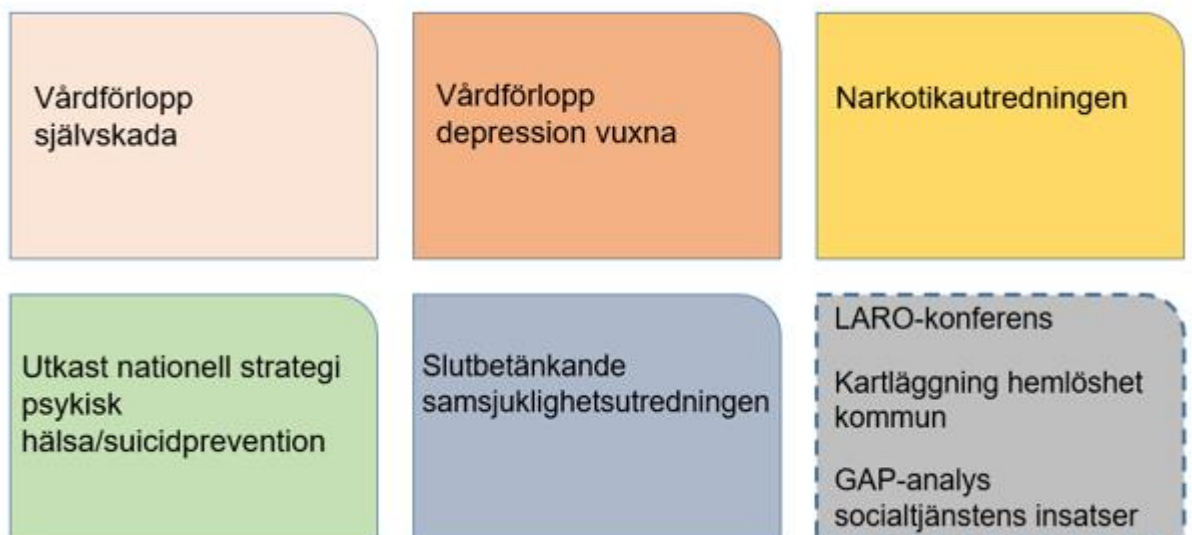 Vårdförlopp
självskada
Vårdförlopp
depression vuxna
Narkotikautredningen
Utkast nationell strategi
psykisk
hälsa/suicidprevention
Slutbetänkande
samsjuklighetsutredningen
LARO-konferens
Kartläggning hemlöshet
kommun
GAP-analys
socialtjänstens insatser